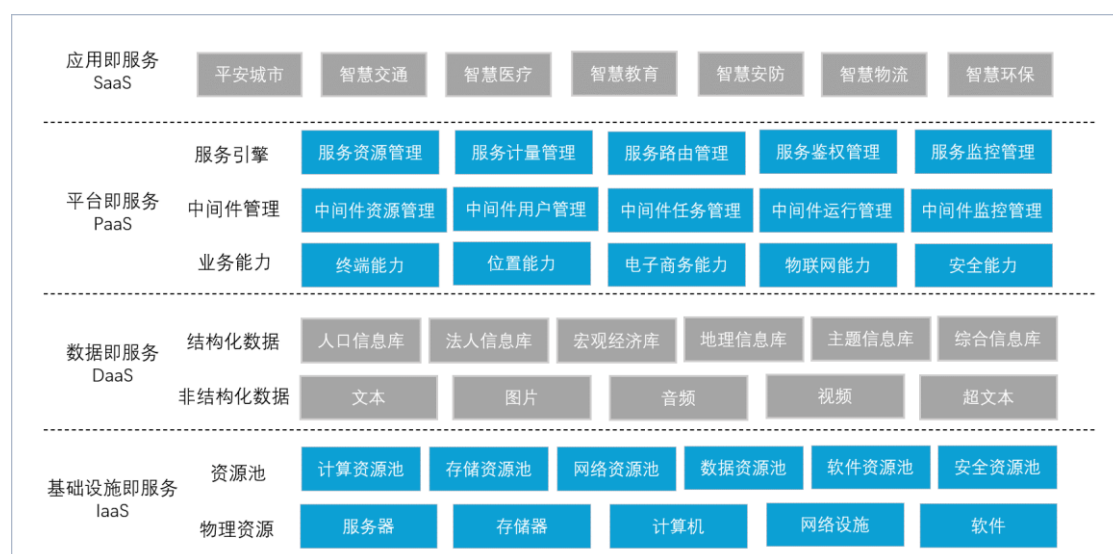 应用即服务
SaaS
平安城市 智慧交通 智慧医疗 智慧教育 智慧安防 智慧物流 智慧环保
平台即服务
PaaS
服务引擎 服务资源管理 服务计量管理 服务路由管理 服务鉴权管理 服务监控管理
中间件管理 中间件资源管理 中间件用户管理 中间件任务管理 中间件运行管理 中间件监控管理
业务能力 终端能力 位置能力 电子商务能力 物联网能力 安全能力
数据即服务
DaaS
结构化数据 人口信息库 法人信息库 宏观经济库 地理信息库 主题信息库 综合信息库
非结构化数据 文本 图片 音频 视频 超文本
基础设施即服务
IaaS
资源池 计算资源池 存储资源池 网络资源池 数据资源池 软件资源池 安全资源池
物理资源 服务器 存储器 计算机 网络设施 软件